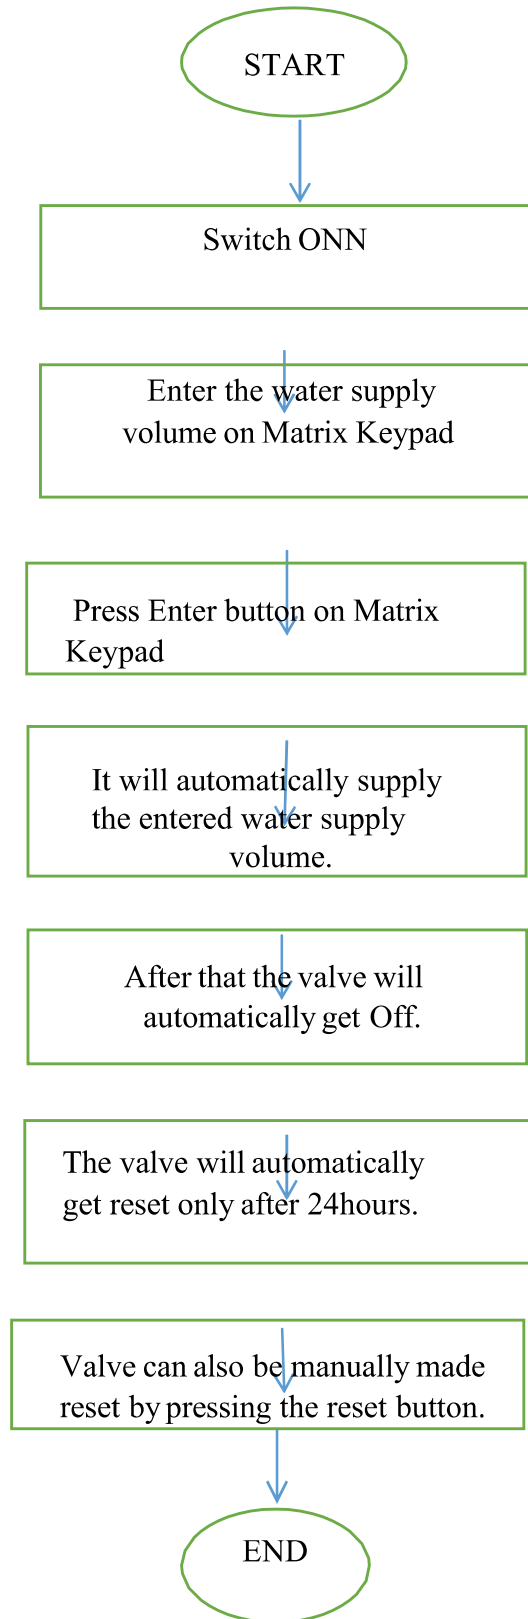 START
Switch ONN
Enter the water supply
volume on Matrix Keypad
Press Enter button on Matrix
Keypad
It will automatically supply
the entered water supply
volume.
After that the valve will
automatically get Off.
The valve will automatically
get reset only after 24hours.
Valve can also be manually made
reset by pressing the reset button.
END